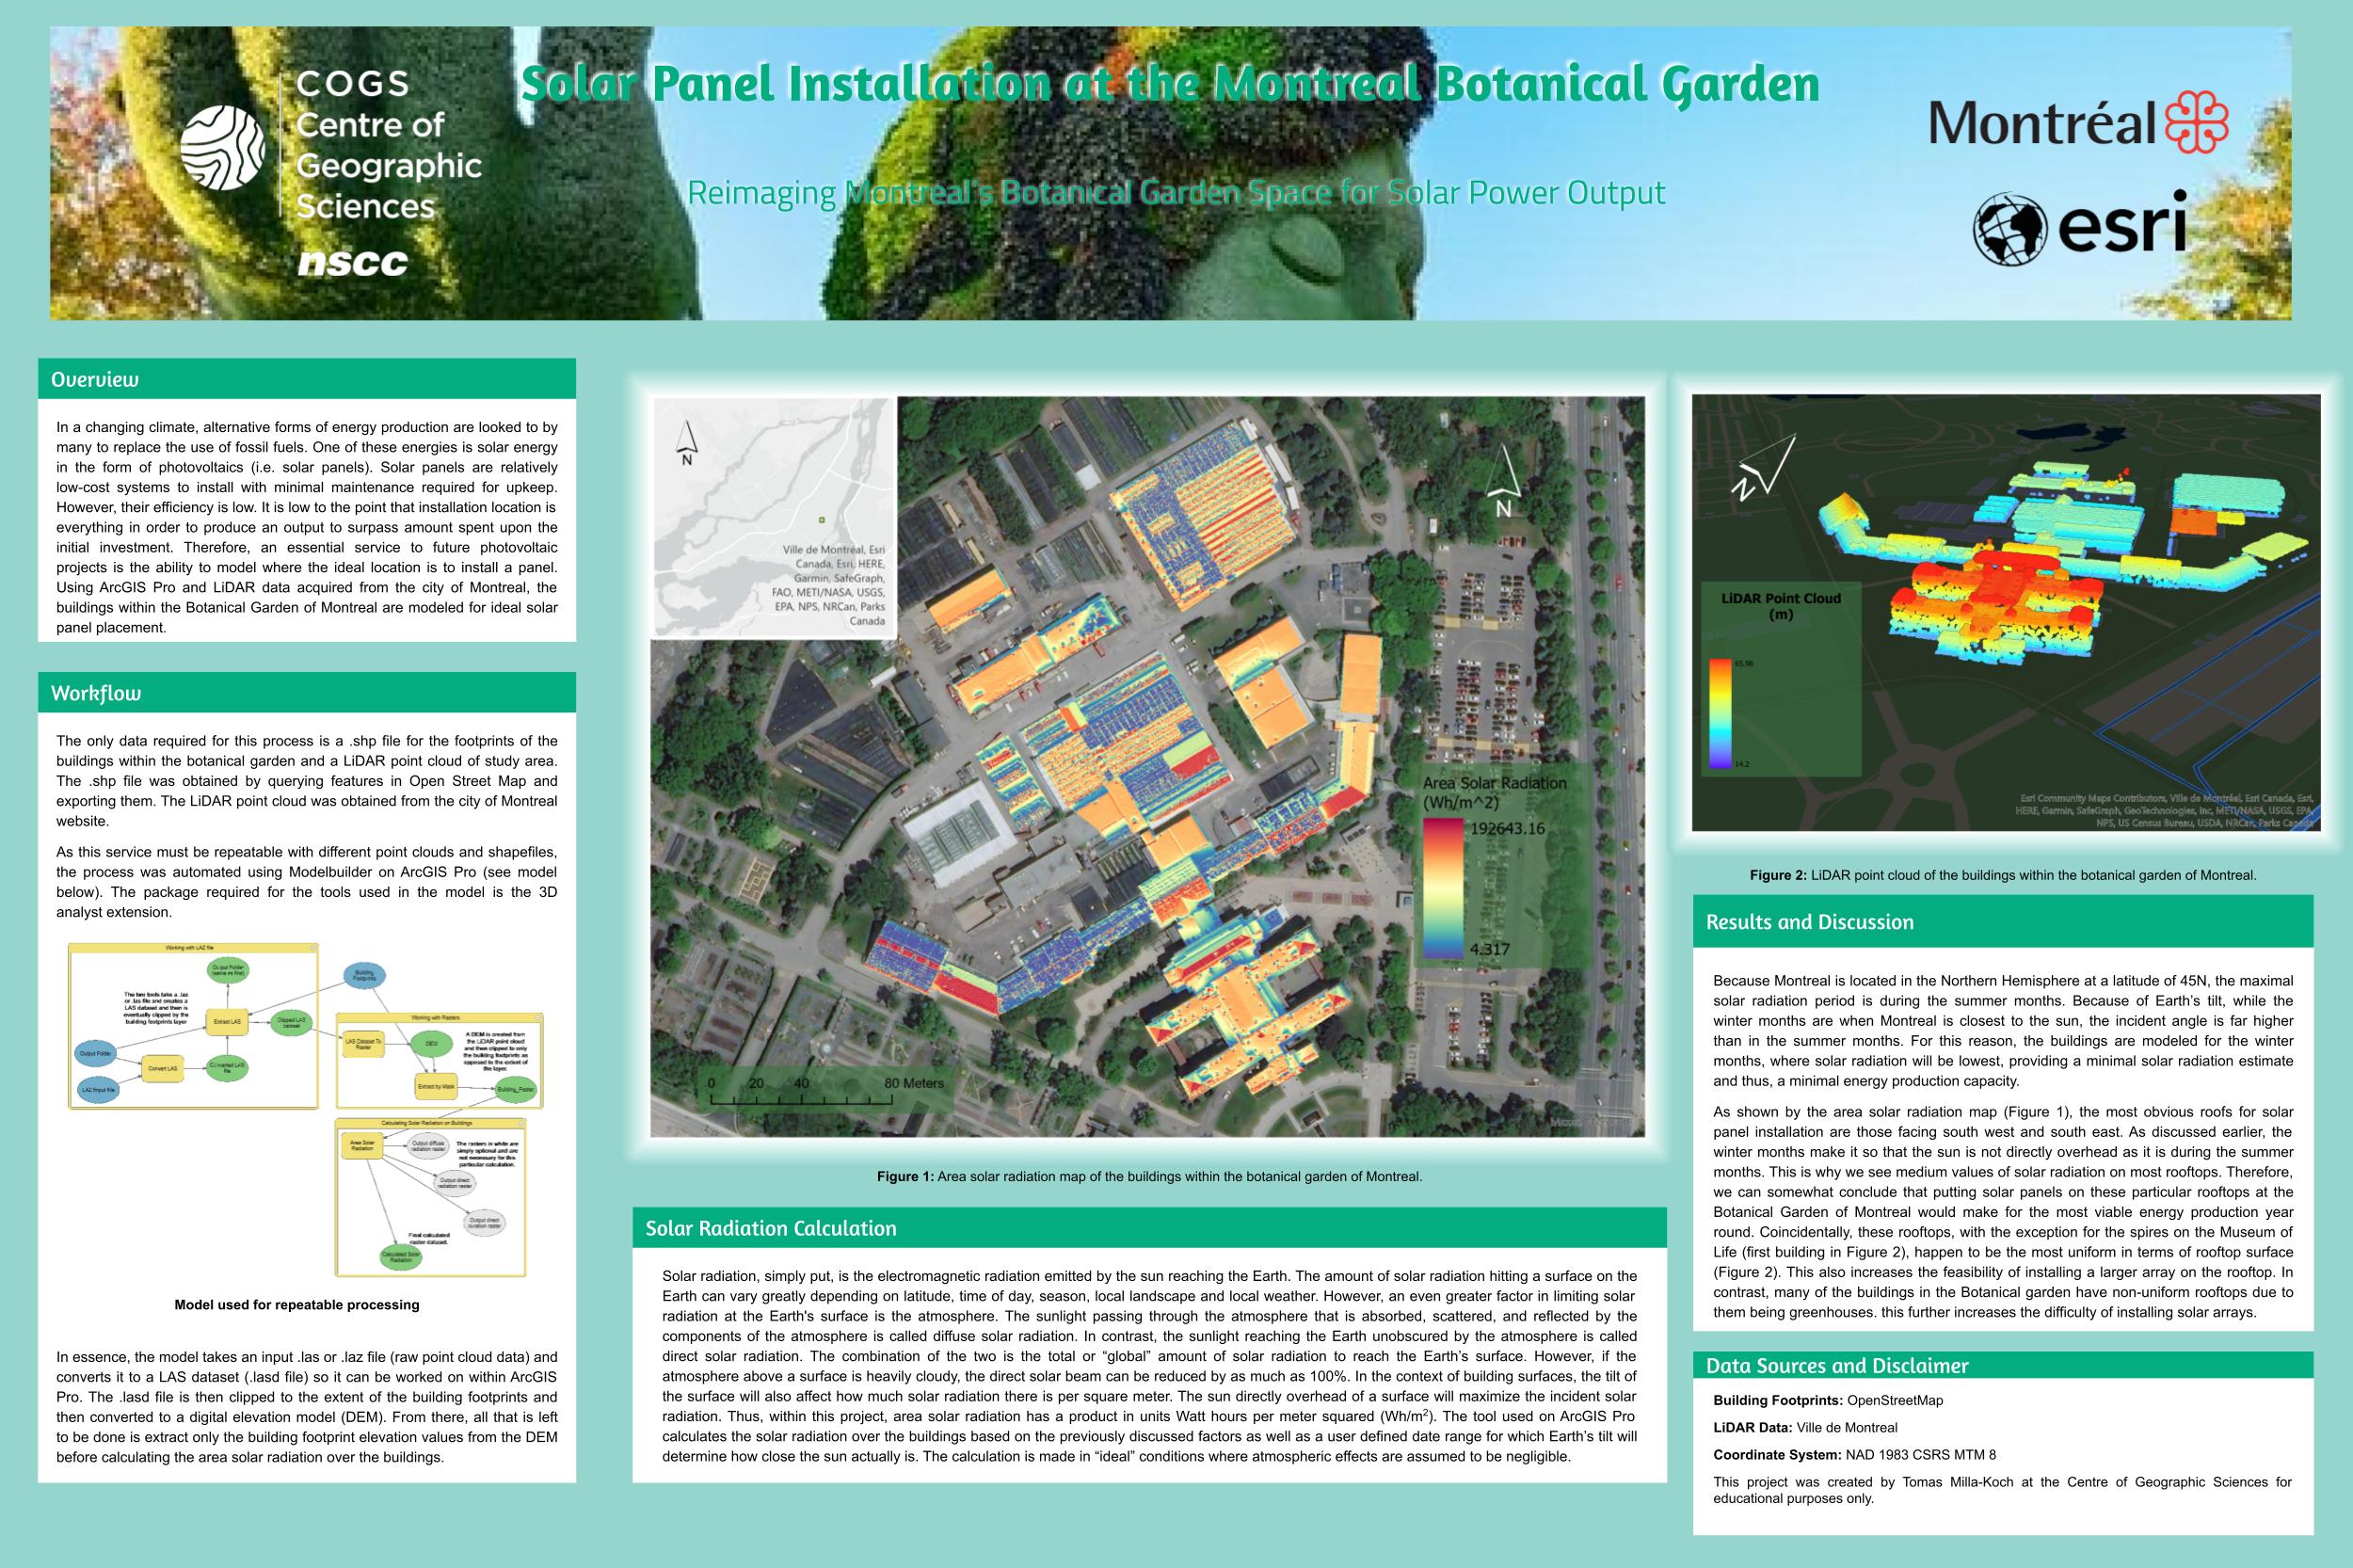 COGS
Centre of
Geographic
Sciences
nscc
Solar Panel Installation at the Montreal Botanical Garden
Reimaging Montreal's Botanical Garden Space for Solar Power Output
Montréal
esri
Overview
In a changing climate, alternative forms of energy production are looked to by
many to replace the use of fossil fuels. One of these energies is solar energy
in the form of photovoltaics (i.e. solar panels). Solar panels are relatively
low-cost systems to install with minimal maintenance required for upkeep.
However, their efficiency is low. It is low to the point that installation location is
everything in order to produce an output to surpass amount spent upon the
initial investment. Therefore, an essential service to future photovoltaic
projects is the ability to model where the ideal location is to install a panel.
Using ArcGIS Pro and LiDAR data acquired from the city of Montreal, the
buildings within the Botanical Garden of Montreal are modeled for ideal solar
panel placement.
Workflow
The only data required for this process is a .shp file for the footprints of the
buildings within the botanical garden and a LiDAR point cloud of study area.
The .shp file was obtained by querying features in Open Street Map and
exporting them. The LiDAR point cloud was obtained from the city of Montreal
website.
As this service must be repeatable with different point clouds and shapefiles,
the process was automated using Modelbuilder on ArcGIS Pro (see model
below). The package required for the tools used in the model is the 3D
analyst extension.
Working with LAZ file
Output Folder
(same as first)
Building
Footprints
The two tools take a .laz
or .las file and creates a
LAS dataset and then is
eventually clipped by the
building footprints layer
Extract LAS
Clipped LAS
dataset
Output Folder
Convert LAS
Converted LAS
file
LAZ Input file
Working with Rasters
LAS Dataset To
Raster
DEM
A DEM is created from
the LiDAR point cloud
and then clipped to only
the building footprints as
opposed to the extent of
the layer.
Extract by Mask
Building_Raster
Calculating Solar Radiation on Buildings
Area Solar
Radiation
Output diffuse
radiation raster
The rasters in white are
simply optional and are
not necessary for this
particular calculation.
Output direct
radiation raster
Output direct
duration raster
Final calculated
raster dataset.
Calculated Solar
Radiation
Model used for repeatable processing
In essence, the model takes an input .las or .laz file (raw point cloud data) and
converts it to a LAS dataset (.lasd file) so it can be worked on within ArcGIS
Pro. The .lasd file is then clipped to the extent of the building footprints and
then converted to a digital elevation model (DEM). From there, all that is left
to be done is extract only the building footprint elevation values from the DEM
before calculating the area solar radiation over the buildings.
N
Ville de Montréal, Esri
Canada, Esri, HERE,
Garmin, SafeGraph,
FAO, METI/NASA, USGS,
EPA, NPS, NRCan, Parks
Canada
N
Area Solar Radiation
(Wh/m^2)
192643.16
4.317
0 20 40 80 Meters
Figure 1: Area solar radiation map of the buildings within the botanical garden of Montreal.
Solar Radiation Calculation
Solar radiation, simply put, is the electromagnetic radiation emitted by the sun reaching the Earth. The amount of solar radiation hitting a surface on the
Earth can vary greatly depending on latitude, time of day, season, local landscape and local weather. However, an even greater factor in limiting solar
radiation at the Earth's surface is the atmosphere. The sunlight passing through the atmosphere that is absorbed, scattered, and reflected by the
components of the atmosphere is called diffuse solar radiation. In contrast, the sunlight reaching the Earth unobscured by the atmosphere is called
direct solar radiation. The combination of the two is the total or “global” amount of solar radiation to reach the Earth's surface. However, if the
atmosphere above a surface is heavily cloudy, the direct solar beam can be reduced by as much as 100%. In the context of building surfaces, the tilt of
the surface will also affect how much solar radiation there is per square meter. The sun directly overhead of a surface will maximize the incident solar
radiation. Thus, within this project, area solar radiation has a product in units Watt hours per meter squared (Wh/m²). The tool used on ArcGIS Pro
calculates the solar radiation over the buildings based on the previously discussed factors as well as a user defined date range for which Earth's tilt will
determine how close the sun actually is. The calculation is made in “ideal” conditions where atmospheric effects are assumed to be negligible.
N
LiDAR Point Cloud
(m)
65.96
14.2
Esri Community Maps Contributors, Ville de Montréal, Esri Canada, Esri,
HERE, Garmin, SafeGraph, GeoTechnologies, Inc, METI/NASA, USGS, EPA,
NPS, US Census Bureau, USDA, NRCan, Parks Canada
Figure 2: LiDAR point cloud of the buildings within the botanical garden of Montreal.
Results and Discussion
Because Montreal is located in the Northern Hemisphere at a latitude of 45N, the maximal
solar radiation period is during the summer months. Because of Earth's tilt, while the
winter months are when Montreal is closest to the sun, the incident angle is far higher
than in the summer months. For this reason, the buildings are modeled for the winter
months, where solar radiation will be lowest, providing a minimal solar radiation estimate
and thus, a minimal energy production capacity.
As shown by the area solar radiation map (Figure 1), the most obvious roofs for solar
panel installation are those facing south west and south east. As discussed earlier, the
winter months make it so that the sun is not directly overhead as it is during the summer
months. This is why we see medium values of solar radiation on most rooftops. Therefore,
we can somewhat conclude that putting solar panels on these particular rooftops at the
Botanical Garden of Montreal would make for the most viable energy production year
round. Coincidentally, these rooftops, with the exception for the spires on the Museum of
Life (first building in Figure 2), happen to be the most uniform in terms of rooftop surface
(Figure 2). This also increases the feasibility of installing a larger array on the rooftop. In
contrast, many of the buildings in the Botanical garden have non-uniform rooftops due to
them being greenhouses. this further increases the difficulty of installing solar arrays.
Data Sources and Disclaimer
Building Footprints: OpenStreetMap
LiDAR Data: Ville de Montreal
Coordinate System: NAD 1983 CSRS MTM 8
This project was created by Tomas Milla-Koch at the Centre of Geographic Sciences for
educational purposes only.